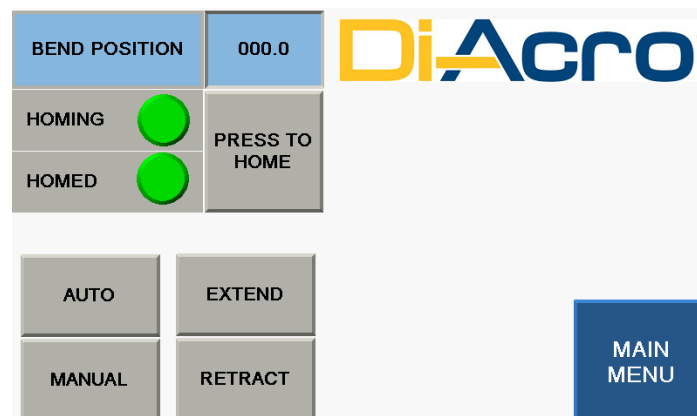 BEND POSITION 000.0
DiAcro
HOMING
PRESS TO
HOME
HOMED
AUTO
EXTEND
MANUAL
RETRACT
MAIN
MENU